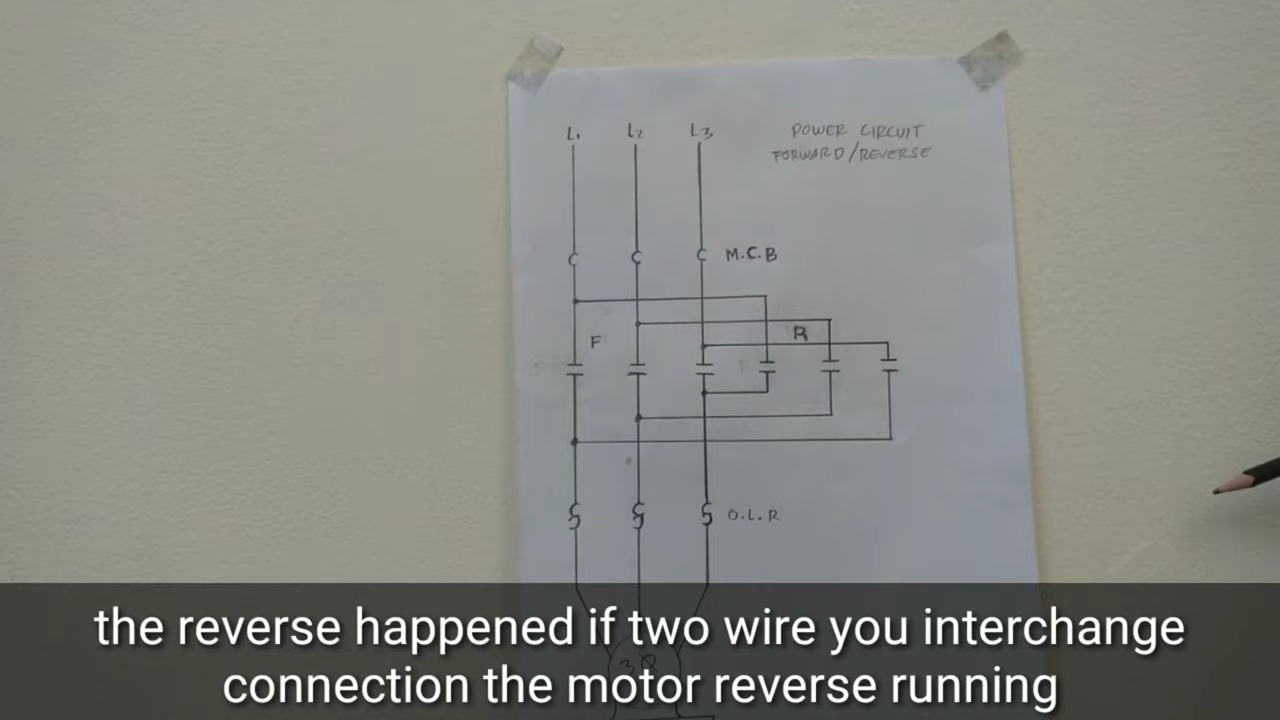 L1 L2 L3
POWER CIRCUIT
FORWARD/REVERSE
M.C.B
F
R
O.L.R
3Ø
the reverse happened if two wire you interchange
connection the motor reverse running